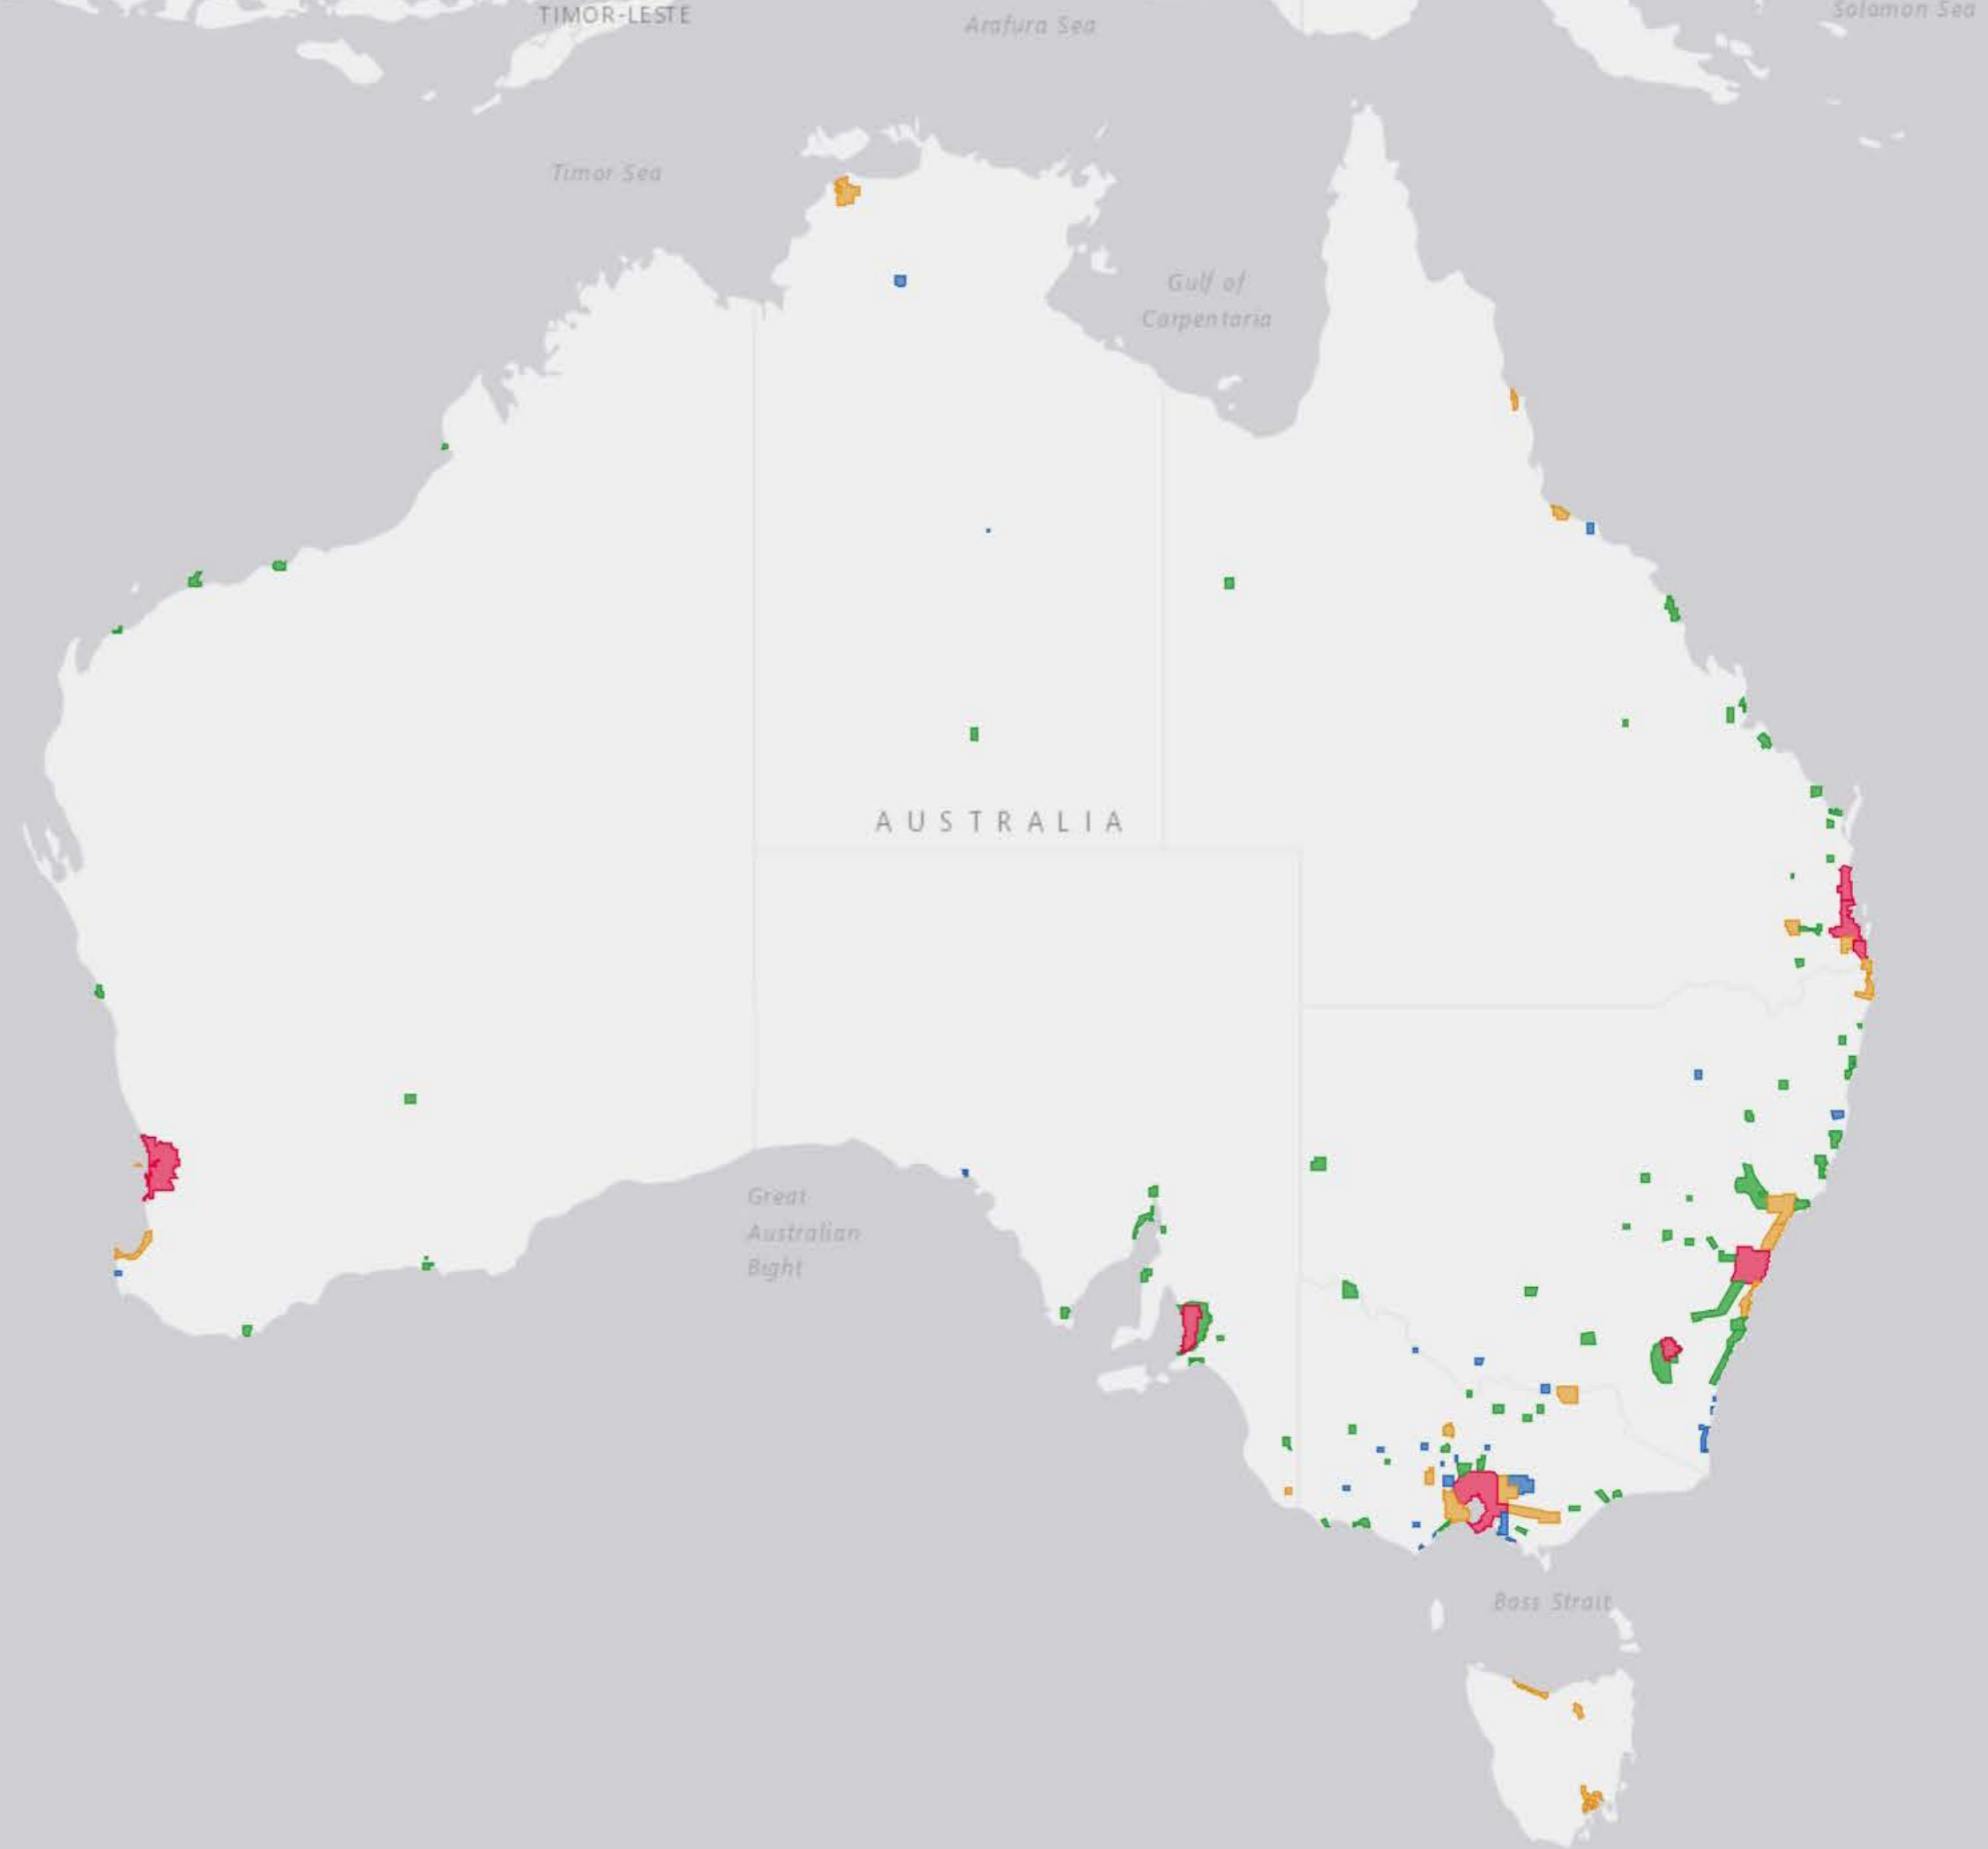 TIMOR-LESTE
Arafura Sea
Solomon Sea
Timor Sea
Gulf of
Carpentaria
AUSTRALIA
Great
Australian
Bight
Bass Strait